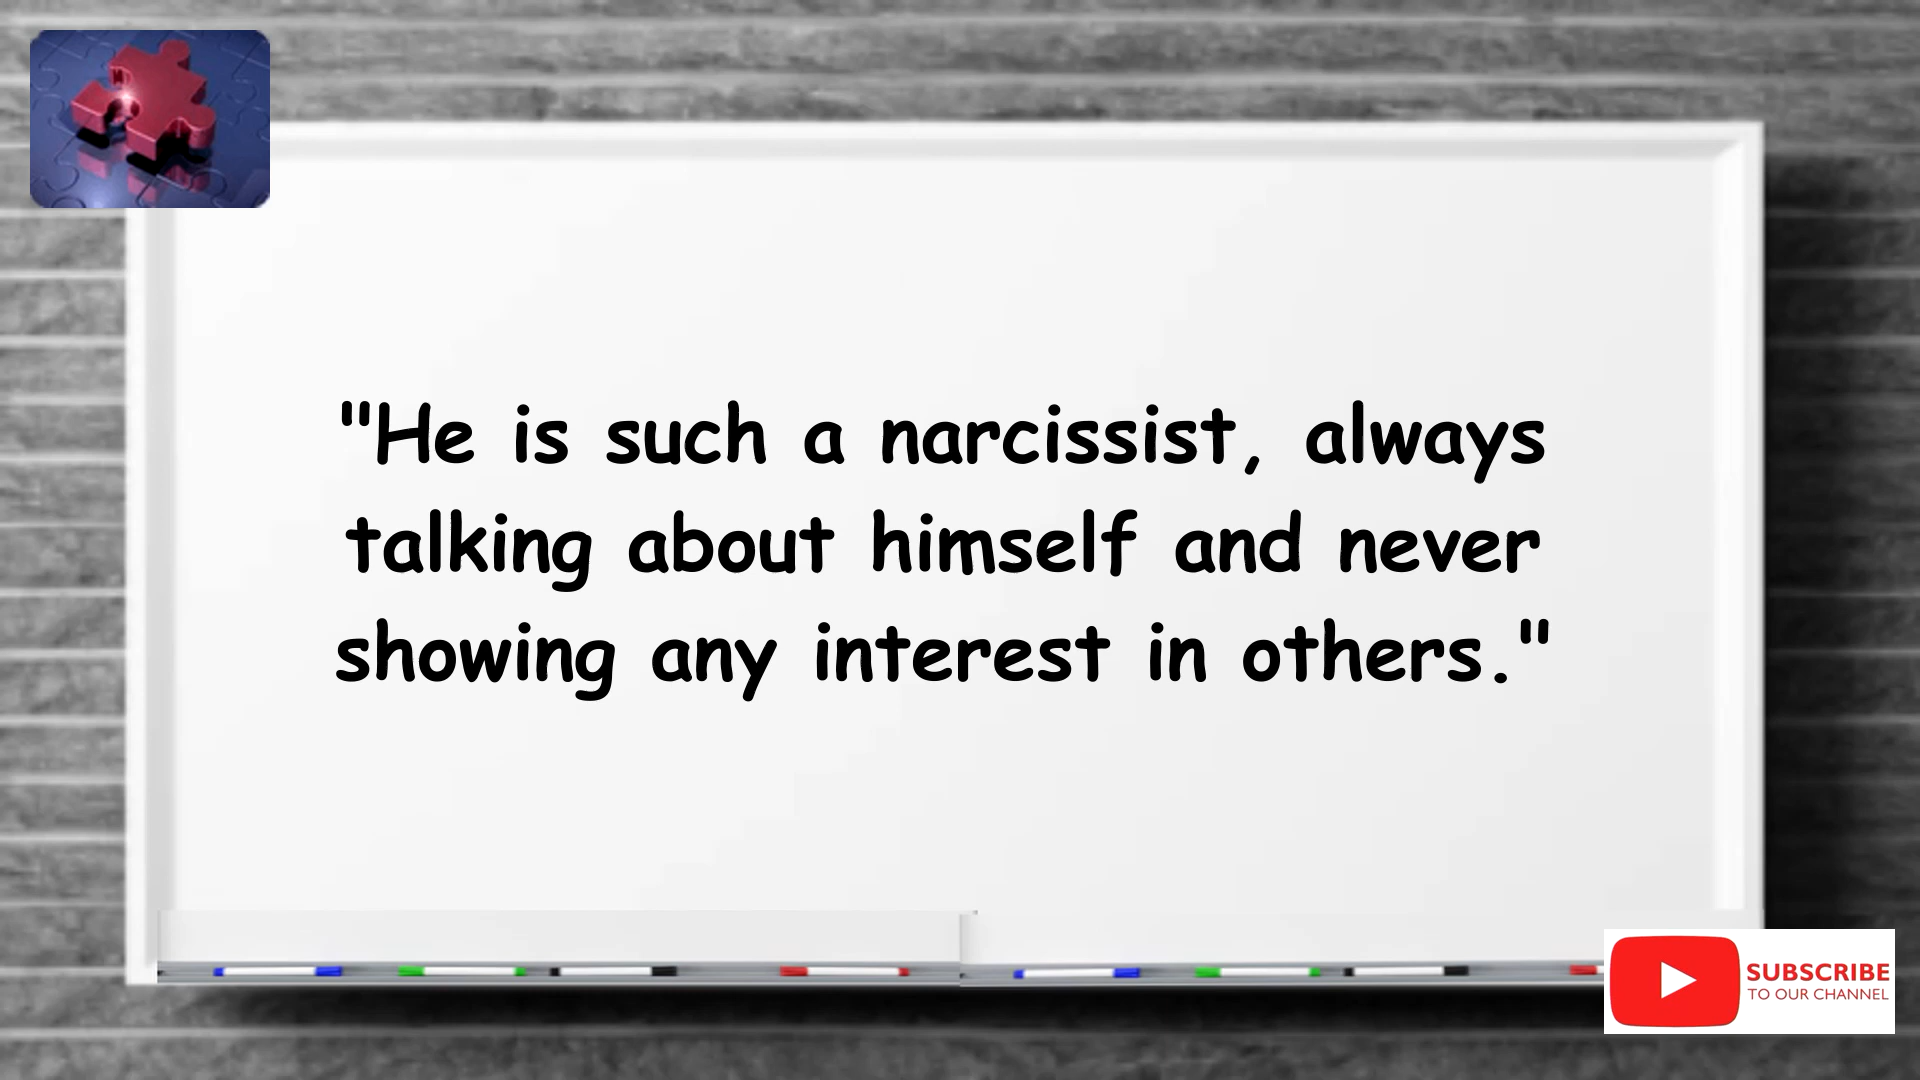 "He is such a narcissist, always
talking about himself and never
showing any interest in others."
SUBSCRIBE
TO OUR CHANNEL